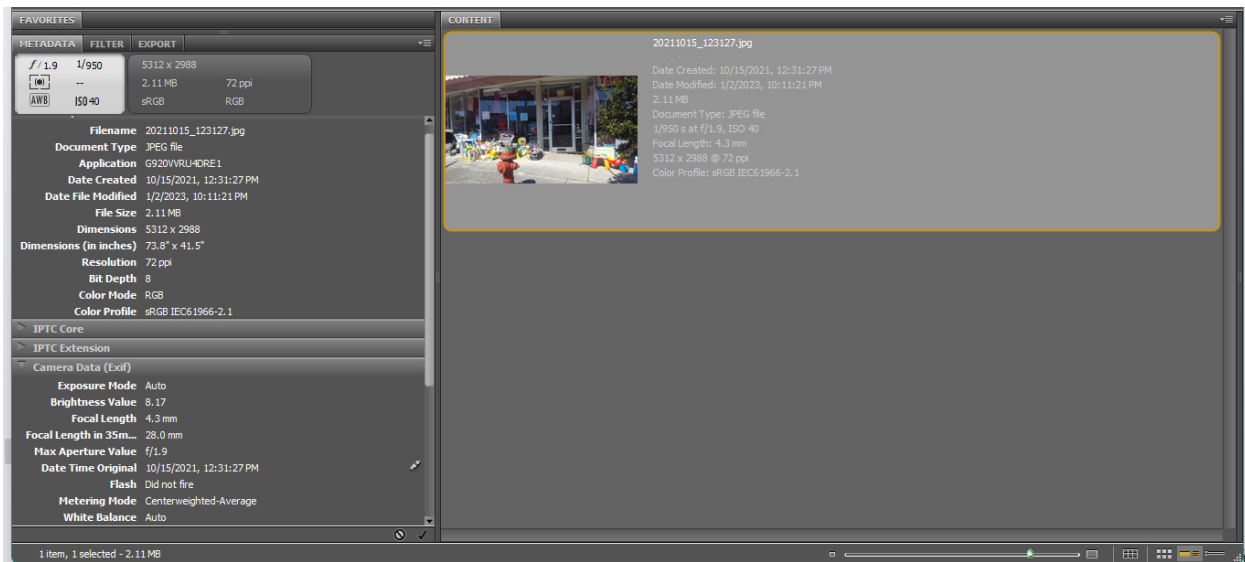 FAVORITES
METADATA FILTER EXPORT
f/1.9 1/950
--
AWB ISO 40
5312 x 2988
2.11 MB 72 ppi
sRGB RGB
Filename 20211015_123127.jpg
Document Type JPEG file
Application G920VVRU4DRE1
Date Created 10/15/2021, 12:31:27 PM
Date File Modified 1/2/2023, 10:11:21 PM
File Size 2.11 MB
Dimensions 5312 x 2988
Dimensions (in inches) 73.8" x 41.5"
Resolution 72 ppi
Bit Depth 8
Color Mode RGB
Color Profile sRGB IEC61966-2.1
IPTC Core
IPTC Extension
Camera Data (Exif)
Exposure Mode Auto
Brightness Value 8.17
Focal Length 4.3 mm
Focal Length in 35m... 28.0 mm
Max Aperture Value f/1.9
Date Time Original 10/15/2021, 12:31:27 PM
Flash Did not fire
Metering Mode Centerweighted-Average
White Balance Auto
1 item, 1 selected - 2.11 MB
CONTENT
20211015_123127.jpg
Date Created: 10/15/2021, 12:31:27 PM
Date Modified: 1/2/2023, 10:11:21 PM
2.11 MB
Document Type: JPEG file
1/950 s at f/1.9, ISO 40
Focal Length: 4.3 mm
5312 x 2988 @ 72 ppi
Color Profile: sRGB IEC61966-2.1